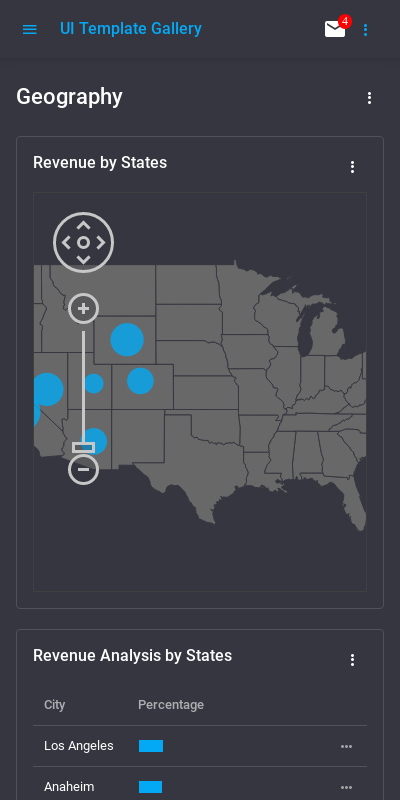 UI Template Gallery
4
Geography
Revenue by States
Revenue Analysis by States
City Percentage
Los Angeles
Anaheim